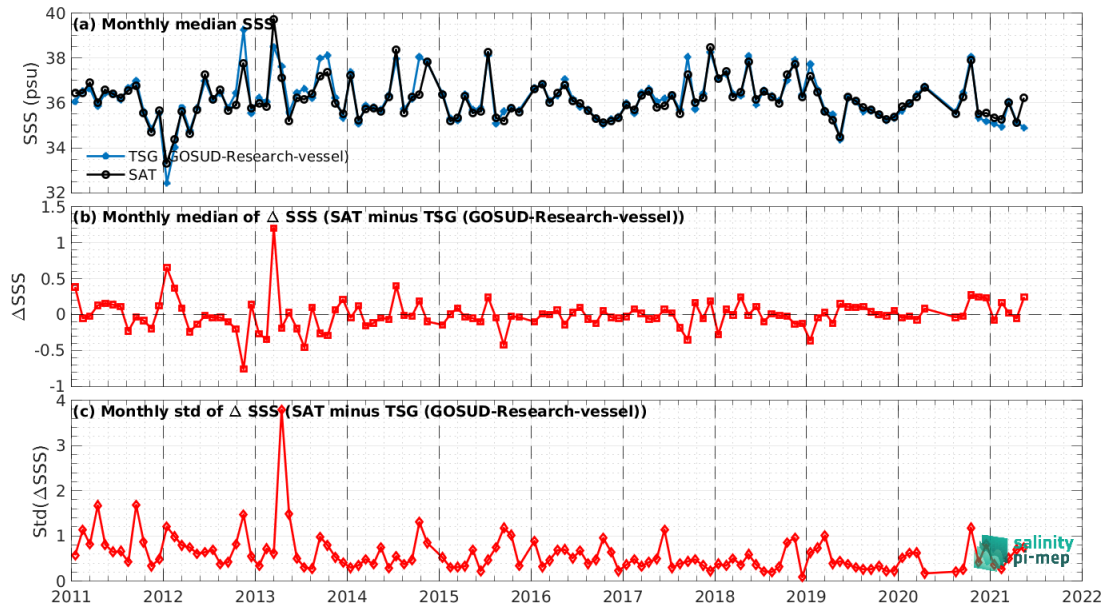 (a) Monthly median SSS
40
38
36
34
32
SSS (psu)
TSG (GOSUD-Research-vessel)
SAT
(b) Monthly median of Δ SSS (SAT minus TSG (GOSUD-Research-vessel))
1.5
1
0.5
0
-0.5
-1
ΔSSS
(c) Monthly std of Δ SSS (SAT minus TSG (GOSUD-Research-vessel))
4
3
2
1
0
Std(ΔSSS)
salinity
pi-mep
2011 2012 2013 2014 2015 2016 2017 2018 2019 2020 2021 2022